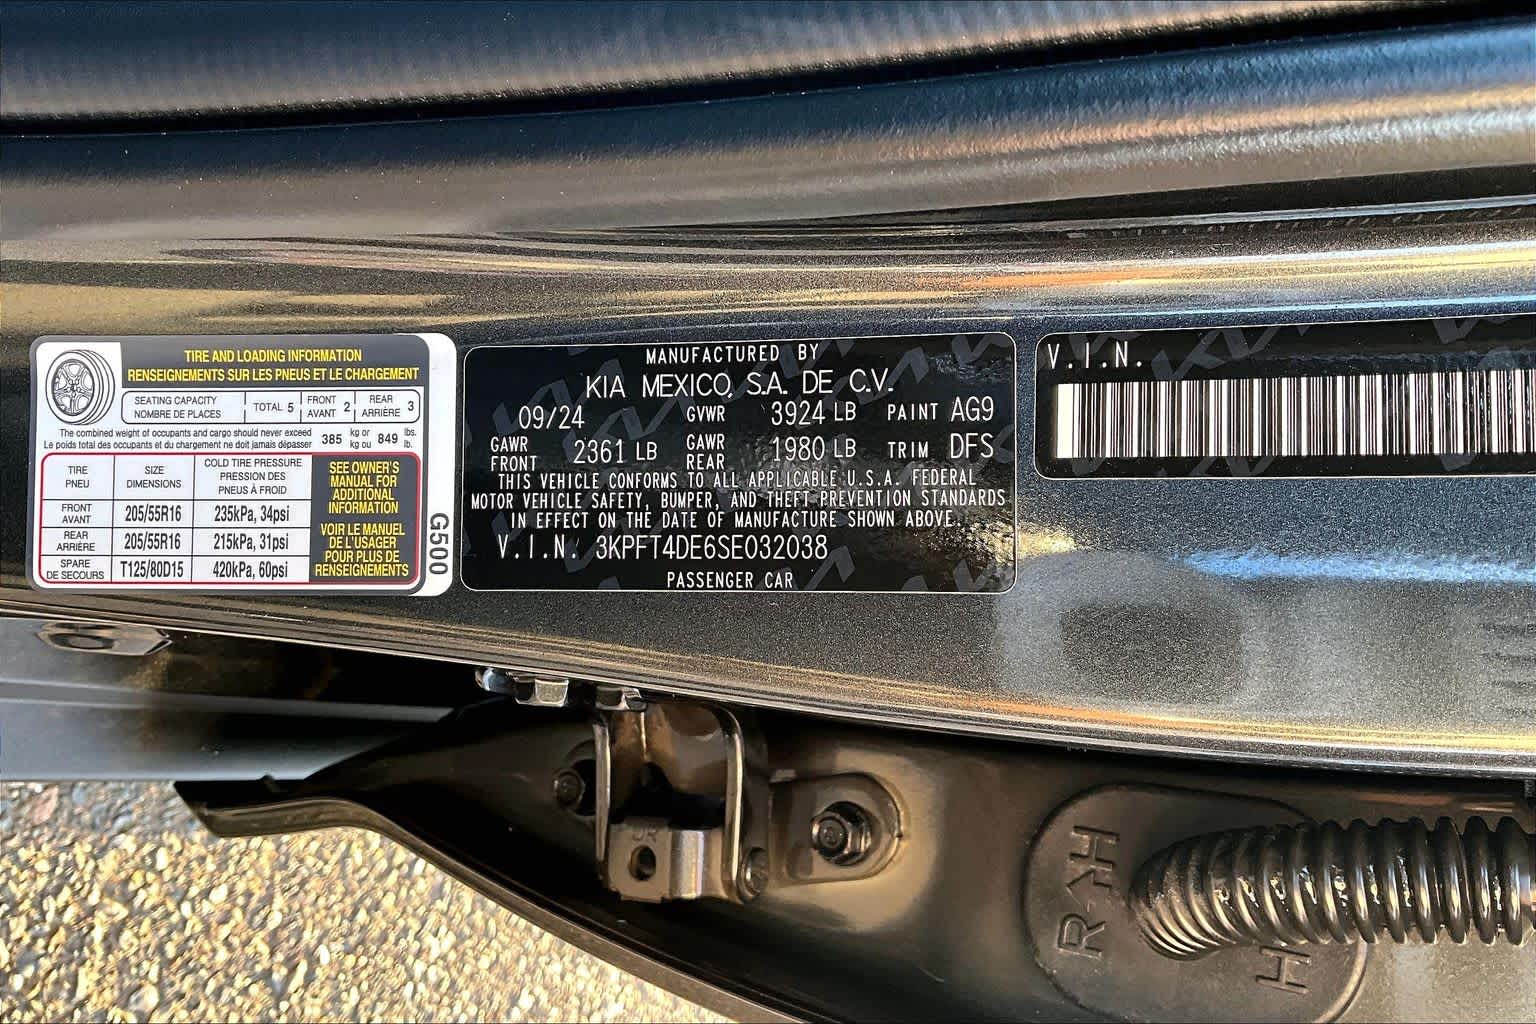 TIRE AND LOADING INFORMATION
RENSEIGNEMENTS SUR LES PNEUS ET LE CHARGEMENT
SEATING CAPACITY
NOMBRE DE PLACES
TOTAL 5
FRONT
AVANT 2
REAR
ARRIÈRE 3
The combined weight of occupants and cargo should never exceed
Le poids total des occupants et du chargement ne doit jamais dépasser
385 kg or
kg ou 849 lbs.
lb.
TIRE
PNEU
SIZE
DIMENSIONS
COLD TIRE PRESSURE
PRESSION DES
PNEUS À FROID
FRONT
AVANT
205/55R16
235kPa, 34psi
REAR
ARRIÈRE
205/55R16
215kPa, 31psi
SPARE
DE SECOURS
T125/80D15
420kPa, 60psi
SEE OWNER'S
MANUAL FOR
ADDITIONAL
INFORMATION
VOIR LE MANUEL
DE L'USAGER
POUR PLUS DE
RENSEIGNEMENTS
G500
MANUFACTURED BY
KIA MEXICO, S.A. DE C.V.
09/24 GVWR 3924 LB PAINT AG9
GAWR
FRONT 2361 LB GAWR
REAR 1980 LB TRIM DFS
THIS VEHICLE CONFORMS TO ALL APPLICABLE U.S.A. FEDERAL
MOTOR VEHICLE SAFETY, BUMPER, AND THEFT PREVENTION STANDARDS
IN EFFECT ON THE DATE OF MANUFACTURE SHOWN ABOVE.
V.I.N. 3KPFT4DE6SE032038
PASSENGER CAR
V.I.N.
R→H
H